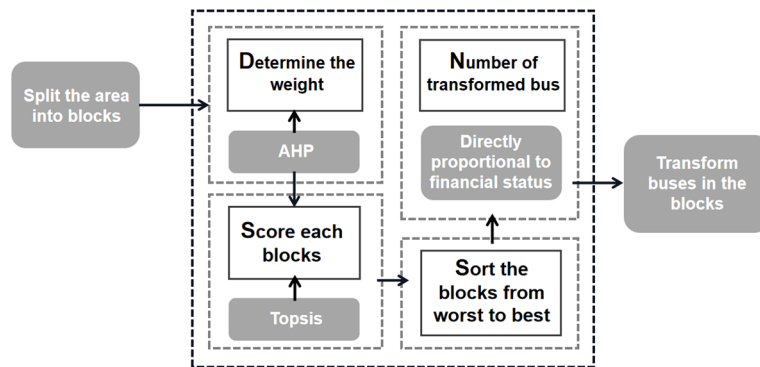 Split the area
into blocks
Determine the
weight
AHP
Score each
blocks
Topsis
Sort the
blocks from
worst to best
Number of
transformed bus
Directly
proportional to
financial status
Transform
buses in the
blocks